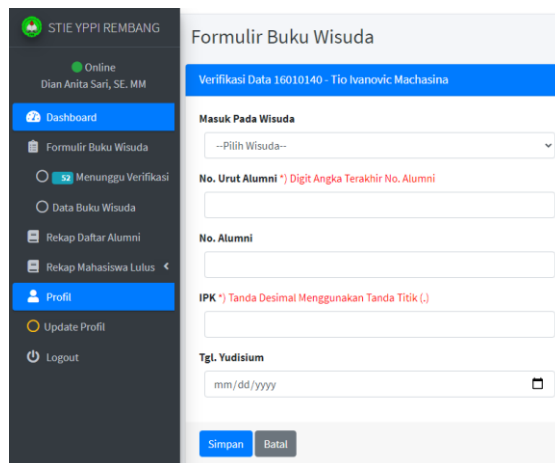 STIE YPPI REMBANG
Online
Dian Anita Sari, SE. MM
Dashboard
Formulir Buku Wisuda
52 Menunggu Verifikasi
Data Buku Wisuda
Rekap Daftar Alumni
Rekap Mahasiswa Lulus
Profil
Update Profil
Logout
Formulir Buku Wisuda
Verifikasi Data 16010140 - Tio Ivanovic Machasina
Masuk Pada Wisuda
--Pilih Wisuda--
No. Urut Alumni *) Digit Angka Terakhir No. Alumni
No. Alumni
IPK *) Tanda Desimal Menggunakan Tanda Titik (.)
Tgl. Yudisium
mm/dd/yyyy
Simpan Batal